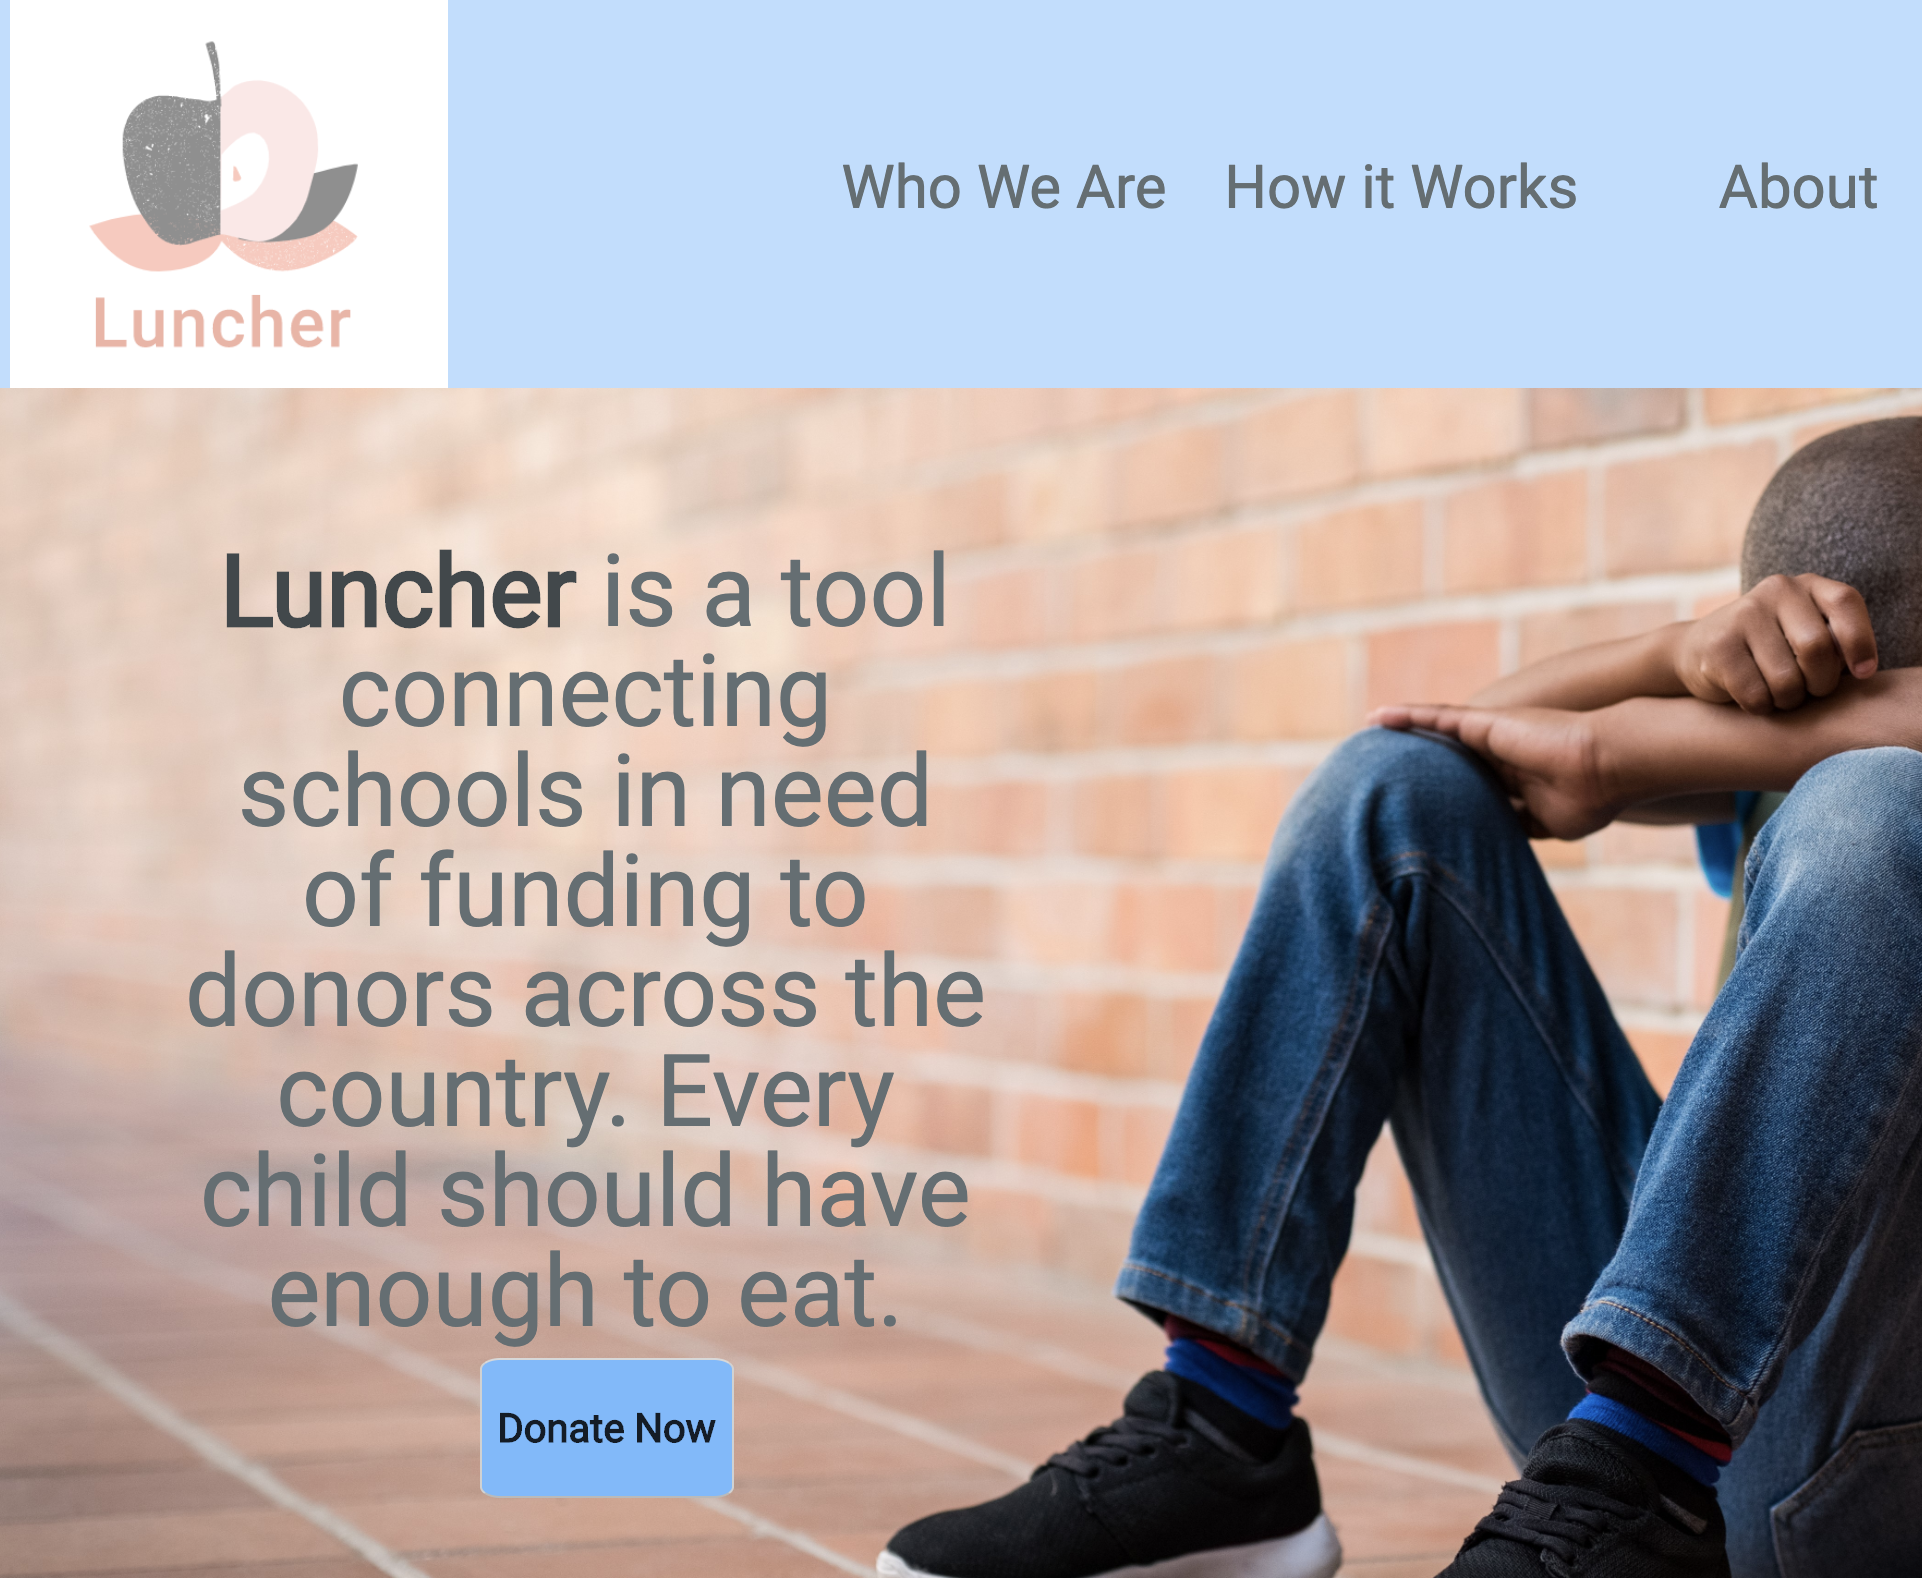 Luncher
Who We Are How it Works About
Luncher is a tool
connecting
schools in need
of funding to
donors across the
country. Every
child should have
enough to eat.
Donate Now